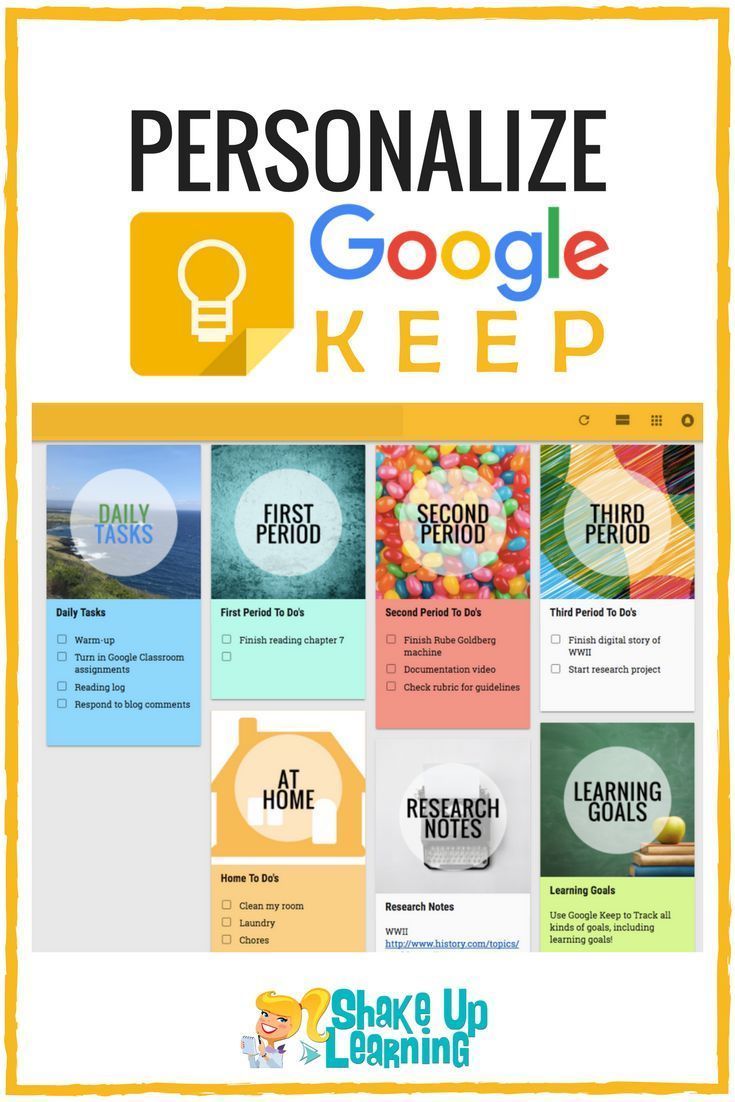 PERSONALIZE
Google
KEEP
DAILY
TASKS
Daily Tasks
Warm-up
Turn in Google Classroom
assignments
Reading log
Respond to blog comments
FIRST
PERIOD
First Period To Do's
Finish reading chapter 7
SECOND
PERIOD
Second Period To Do's
Finish Rube Goldberg
machine
Documentation video
Check rubric for guidelines
THIRD
PERIOD
Third Period To Do's
Finish digital story of
WWII
Start research project
AT
HOME
Home To Do's
Clean my room
Laundry
Chores
RESEARCH
NOTES
Research Notes
WWII
http://www.history.com/topics/
LEARNING
GOALS
Learning Goals
Use Google Keep to Track all
kinds of goals, including
learning goals!
Shake Up
Learning